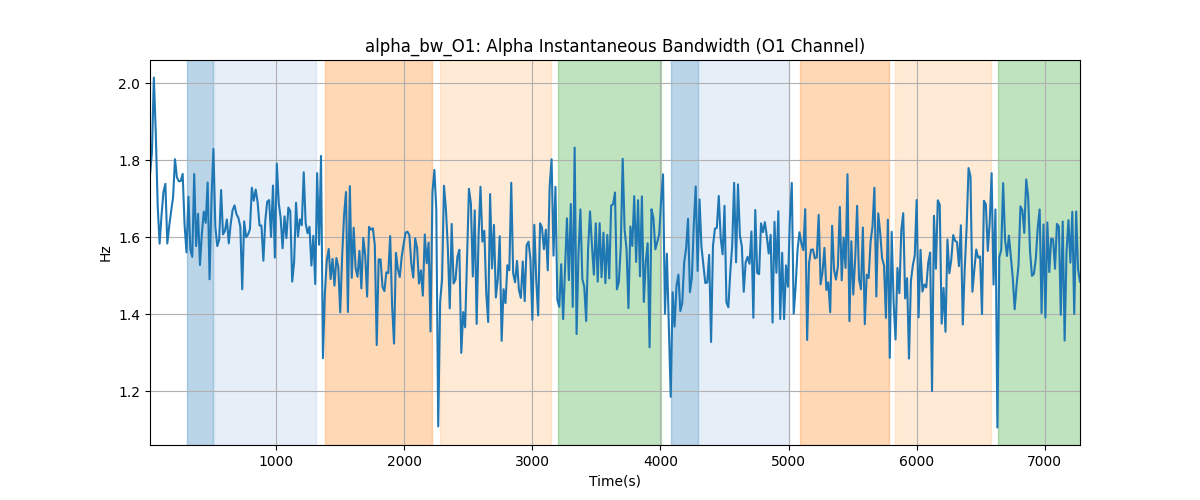 alpha_bw_O1: Alpha Instantaneous Bandwidth (O1 Channel)
2.0
1.8
1.6
1.4
1.2
Hz
1000 2000 3000 4000 5000 6000 7000
Time(s)